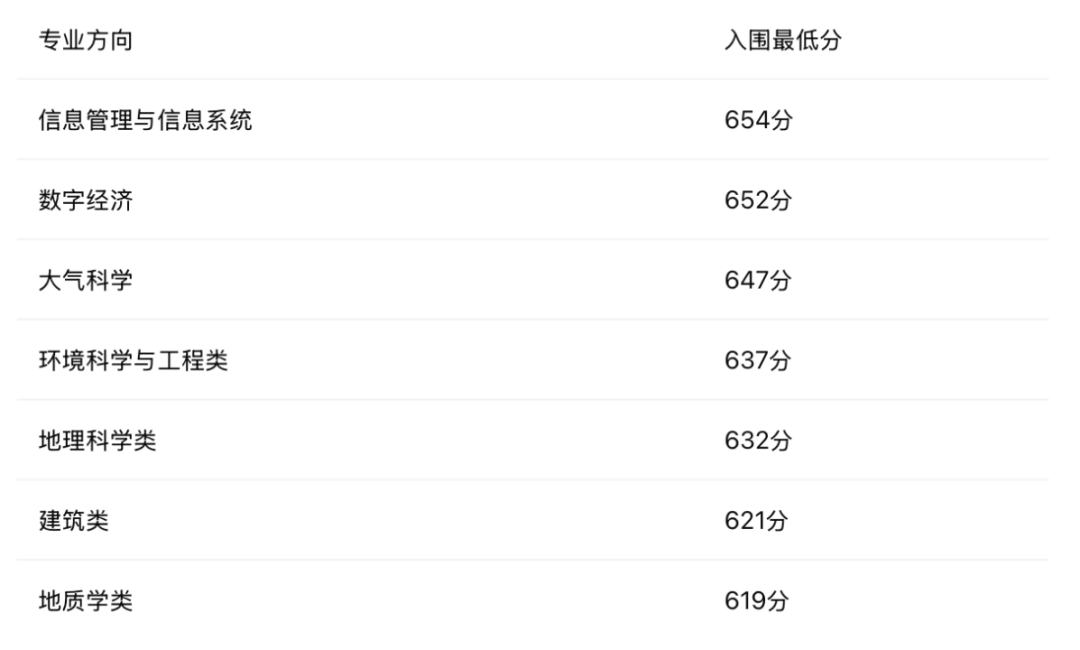 专业方向 入围最低分
信息管理与信息系统 654分
数字经济 652分
大气科学 647分
环境科学与工程类 637分
地理科学类 632分
建筑类 621分
地质学类 619分